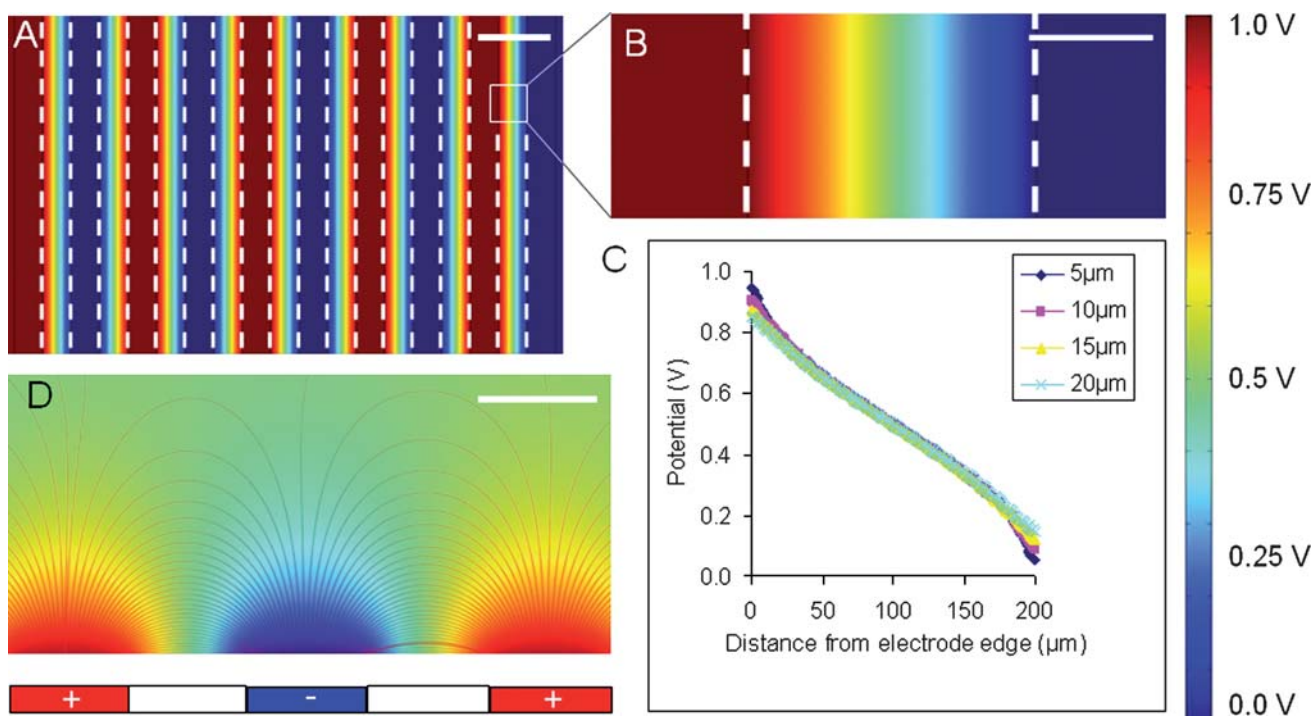 A
B
1.0 V
0.75 V
0.5 V
0.25 V
0.0 V
C
1.0
0.8
0.6
0.4
0.2
0.0
Potential (V)
0 50 100 150 200
Distance from electrode edge (µm)
5µm
10µm
15µm
20µm
D
+ - +